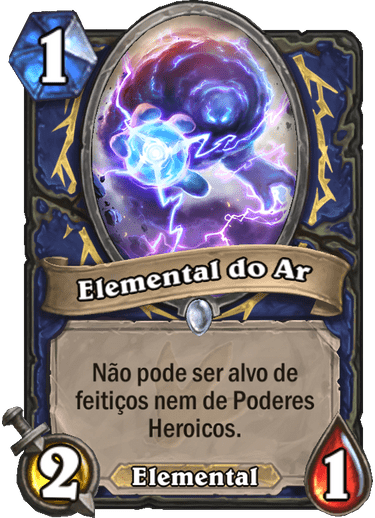 1
Elemental do Ar
Não pode ser alvo de
feitiços nem de Poderes
Heroicos.
2
Elemental
1